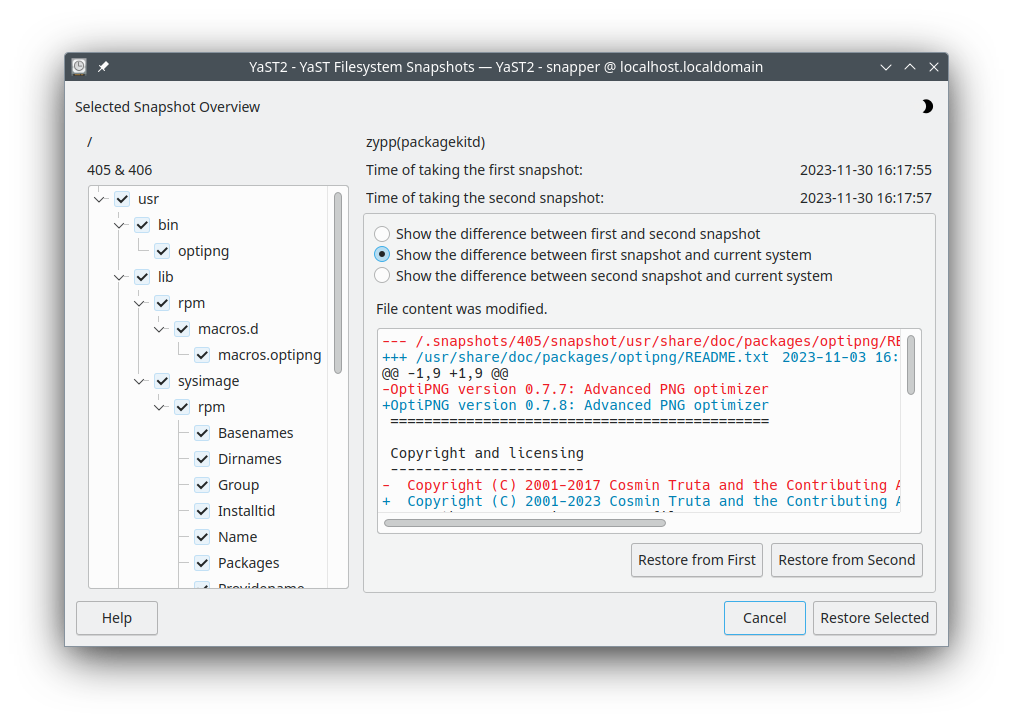 YaST2 - YaST Filesystem Snapshots — YaST2 - snapper @ localhost.localdomain
Selected Snapshot Overview
/
405 & 406
usr
bin
optipng
lib
rpm
macros.d
macros.optipng
sysimage
rpm
Basenames
Dirnames
Group
Installtid
Name
Packages
Providename
zypp(packagekitd)
Time of taking the first snapshot: 2023-11-30 16:17:55
Time of taking the second snapshot: 2023-11-30 16:17:57
Show the difference between first and second snapshot
Show the difference between first snapshot and current system
Show the difference between second snapshot and current system
File content was modified.
--- /.snapshots/405/snapshot/usr/share/doc/packages/optipng/RE
+++ /usr/share/doc/packages/optipng/README.txt 2023-11-03 16:
@@ -1,9 +1,9 @@
-OptiPNG version 0.7.7: Advanced PNG optimizer
+OptiPNG version 0.7.8: Advanced PNG optimizer
=============================================
Copyright and licensing
-----------------------
- Copyright (C) 2001-2017 Cosmin Truta and the Contributing A
+ Copyright (C) 2001-2023 Cosmin Truta and the Contributing A
Restore from First
Restore from Second
Help
Cancel
Restore Selected